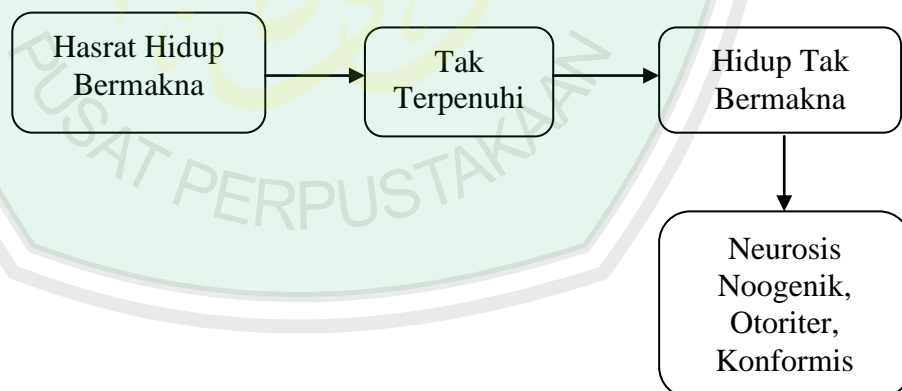 Hasrat Hidup
Bermakna
Tak
Terpenuhi
Hidup Tak
Bermakna
Neurosis
Noogenik,
Otoriter,
Konformis
PUSAT PERPUSTAKAAN